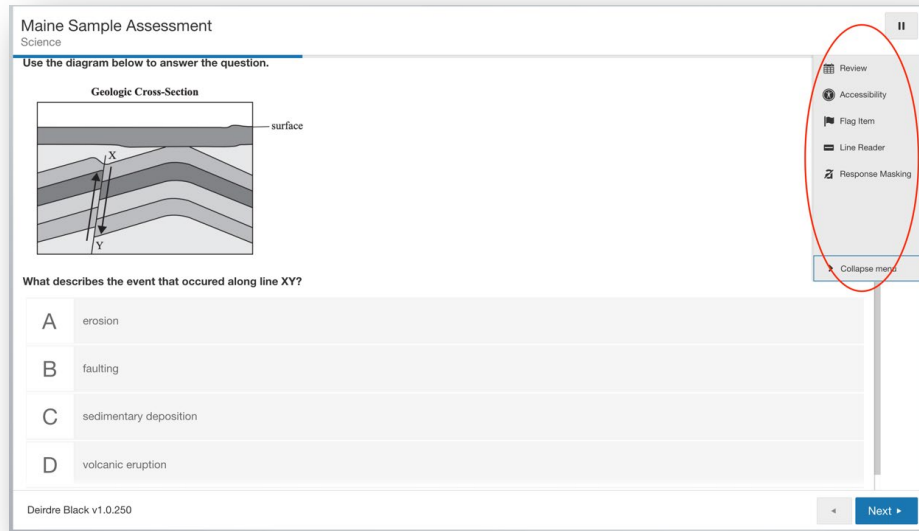 Maine Sample Assessment
Science
Use the diagram below to answer the question.
Geologic Cross-Section
surface
X
Y
What describes the event that occured along line XY?
A erosion
B faulting
C sedimentary deposition
D volcanic eruption
Review
Accessibility
Flag Item
Line Reader
Response Masking
Collapse menu
Deirdre Black v1.0.250
Next